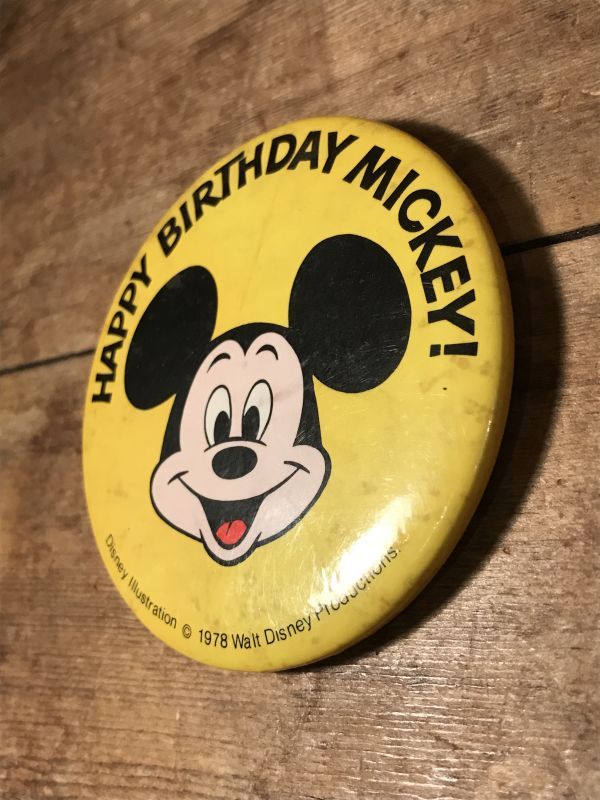 HAPPY BIRTHDAY MICKEY!
Disney Illustration © 1978 Walt Disney Productions.